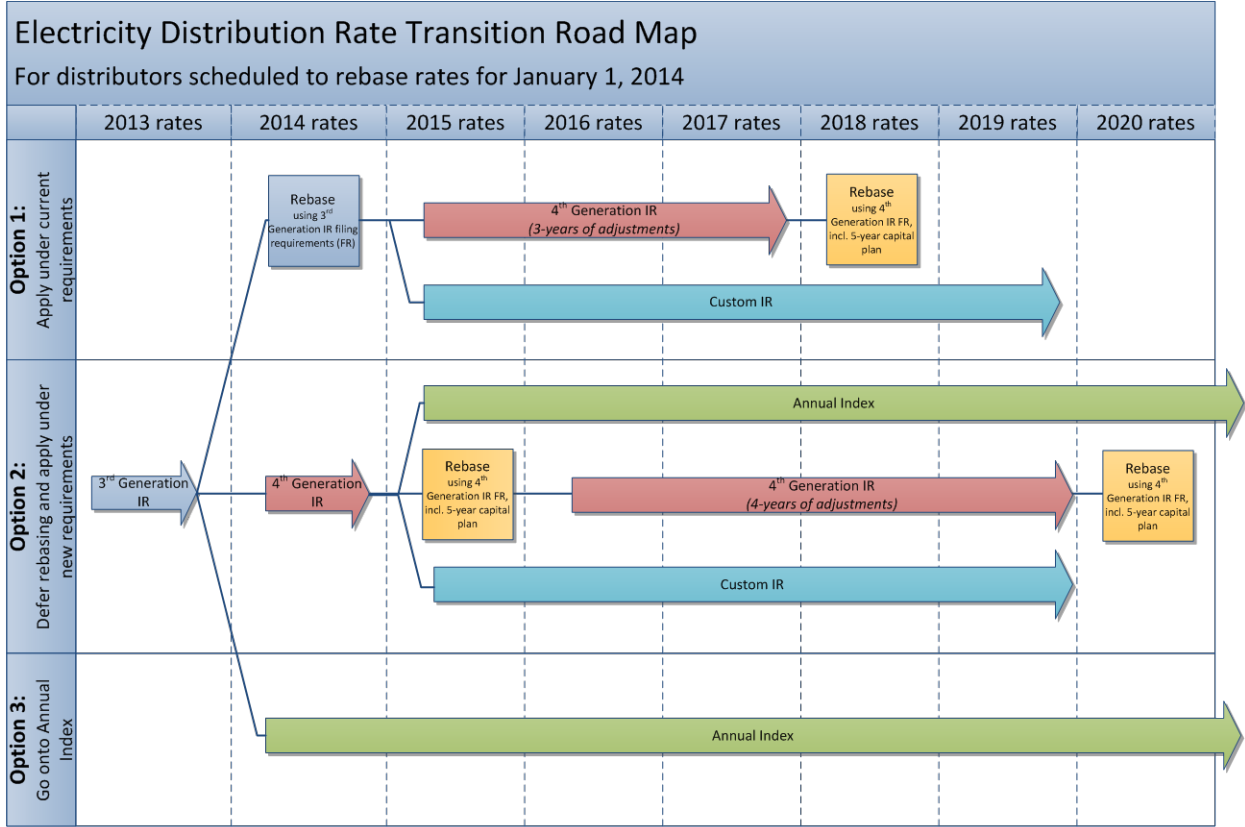 Electricity Distribution Rate Transition Road Map
For distributors scheduled to rebase rates for January 1, 2014
2013 rates
2014 rates
2015 rates
2016 rates
2017 rates
2018 rates
2019 rates
2020 rates
Option 1:
Apply under current
requirements
Rebase
using 3rd
Generation IR filing
requirements (FR)
4th Generation IR
(3-years of adjustments)
Rebase
using 4th
Generation IR FR,
incl. 5-year capital
plan
Custom IR
Option 2:
Defer rebasing and apply under
new requirements
Annual Index
3rd Generation
IR
4th Generation
IR
Rebase
using 4th
Generation IR FR,
incl. 5-year capital
plan
4th Generation IR
(4-years of adjustments)
Rebase
using 4th
Generation IR FR,
incl. 5-year capital
plan
Custom IR
Option 3:
Go onto Annual
Index
Annual Index